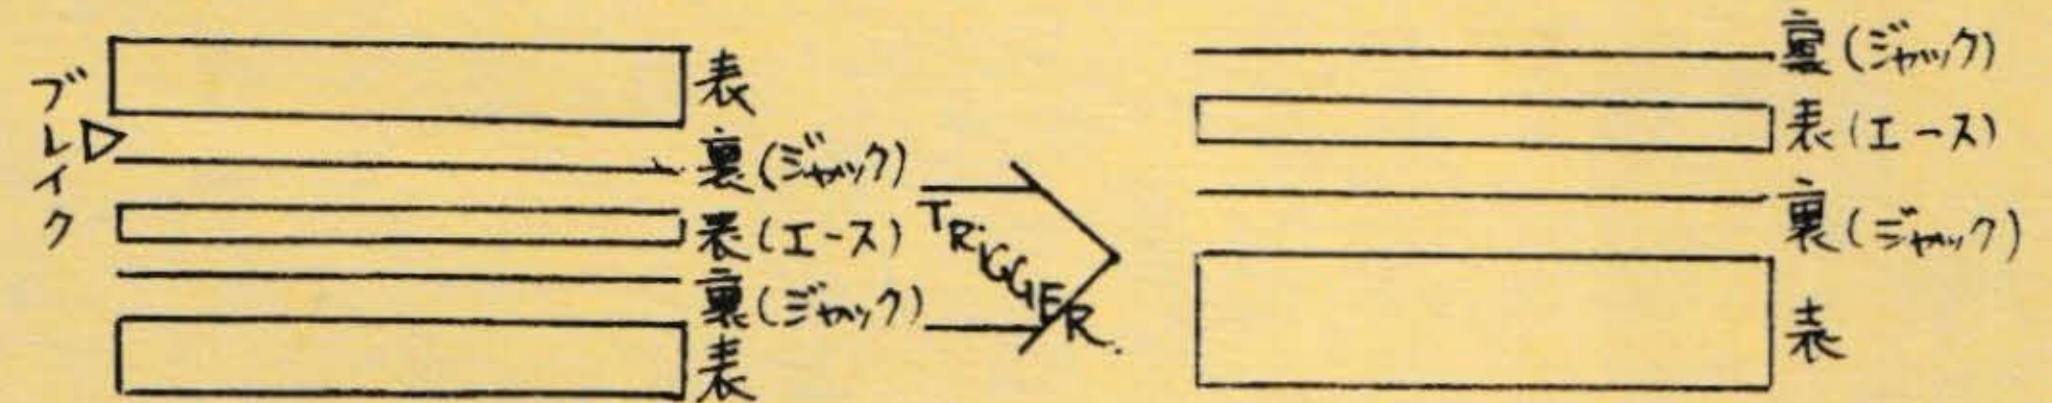 ブレイク
表
裏(ジャック)
表(エース)
裏(ジャック)
表
TRIGGER.
裏(ジャック)
表(エース)
裏(ジャック)
表